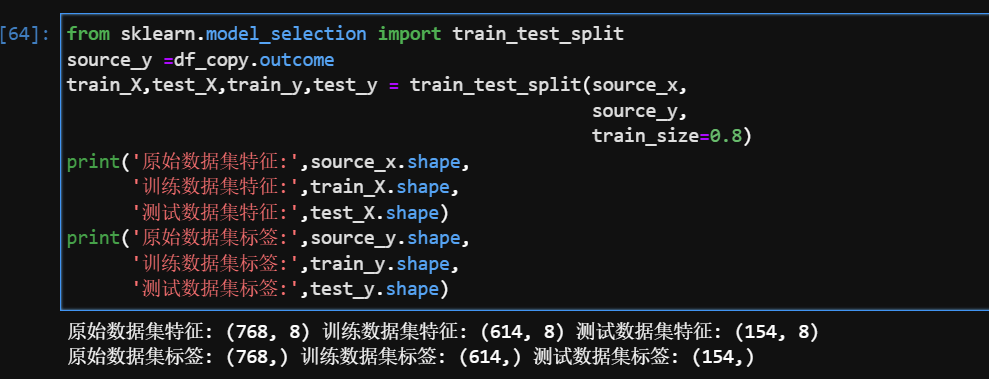 [64]:
from sklearn.model_selection import train_test_split
source_y =df_copy.outcome
train_X,test_X,train_y,test_y = train_test_split(source_x,
                                                 source_y,
                                                 train_size=0.8)
print('原始数据集特征:',source_x.shape,
      '训练数据集特征:',train_X.shape,
      '测试数据集特征:',test_X.shape)
print('原始数据集标签:',source_y.shape,
      '训练数据集标签:',train_y.shape,
      '测试数据集标签:',test_y.shape)
原始数据集特征: (768, 8) 训练数据集特征: (614, 8) 测试数据集特征: (154, 8)
原始数据集标签: (768,) 训练数据集标签: (614,) 测试数据集标签: (154,)